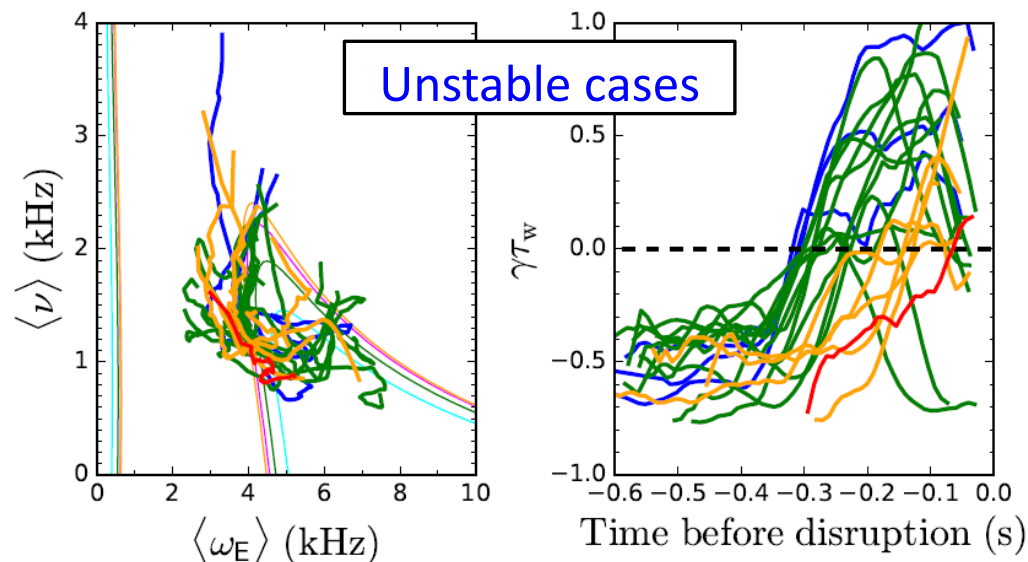 Unstable cases
4
3
2
1
0
⟨ν⟩ (kHz)
0 2 4 6 8 10
⟨ω_E⟩ (kHz)
1.0
0.5
0.0
−0.5
−1.0
γτ_w
−0.6 −0.5 −0.4 −0.3 −0.2 −0.1 0.0
Time before disruption (s)